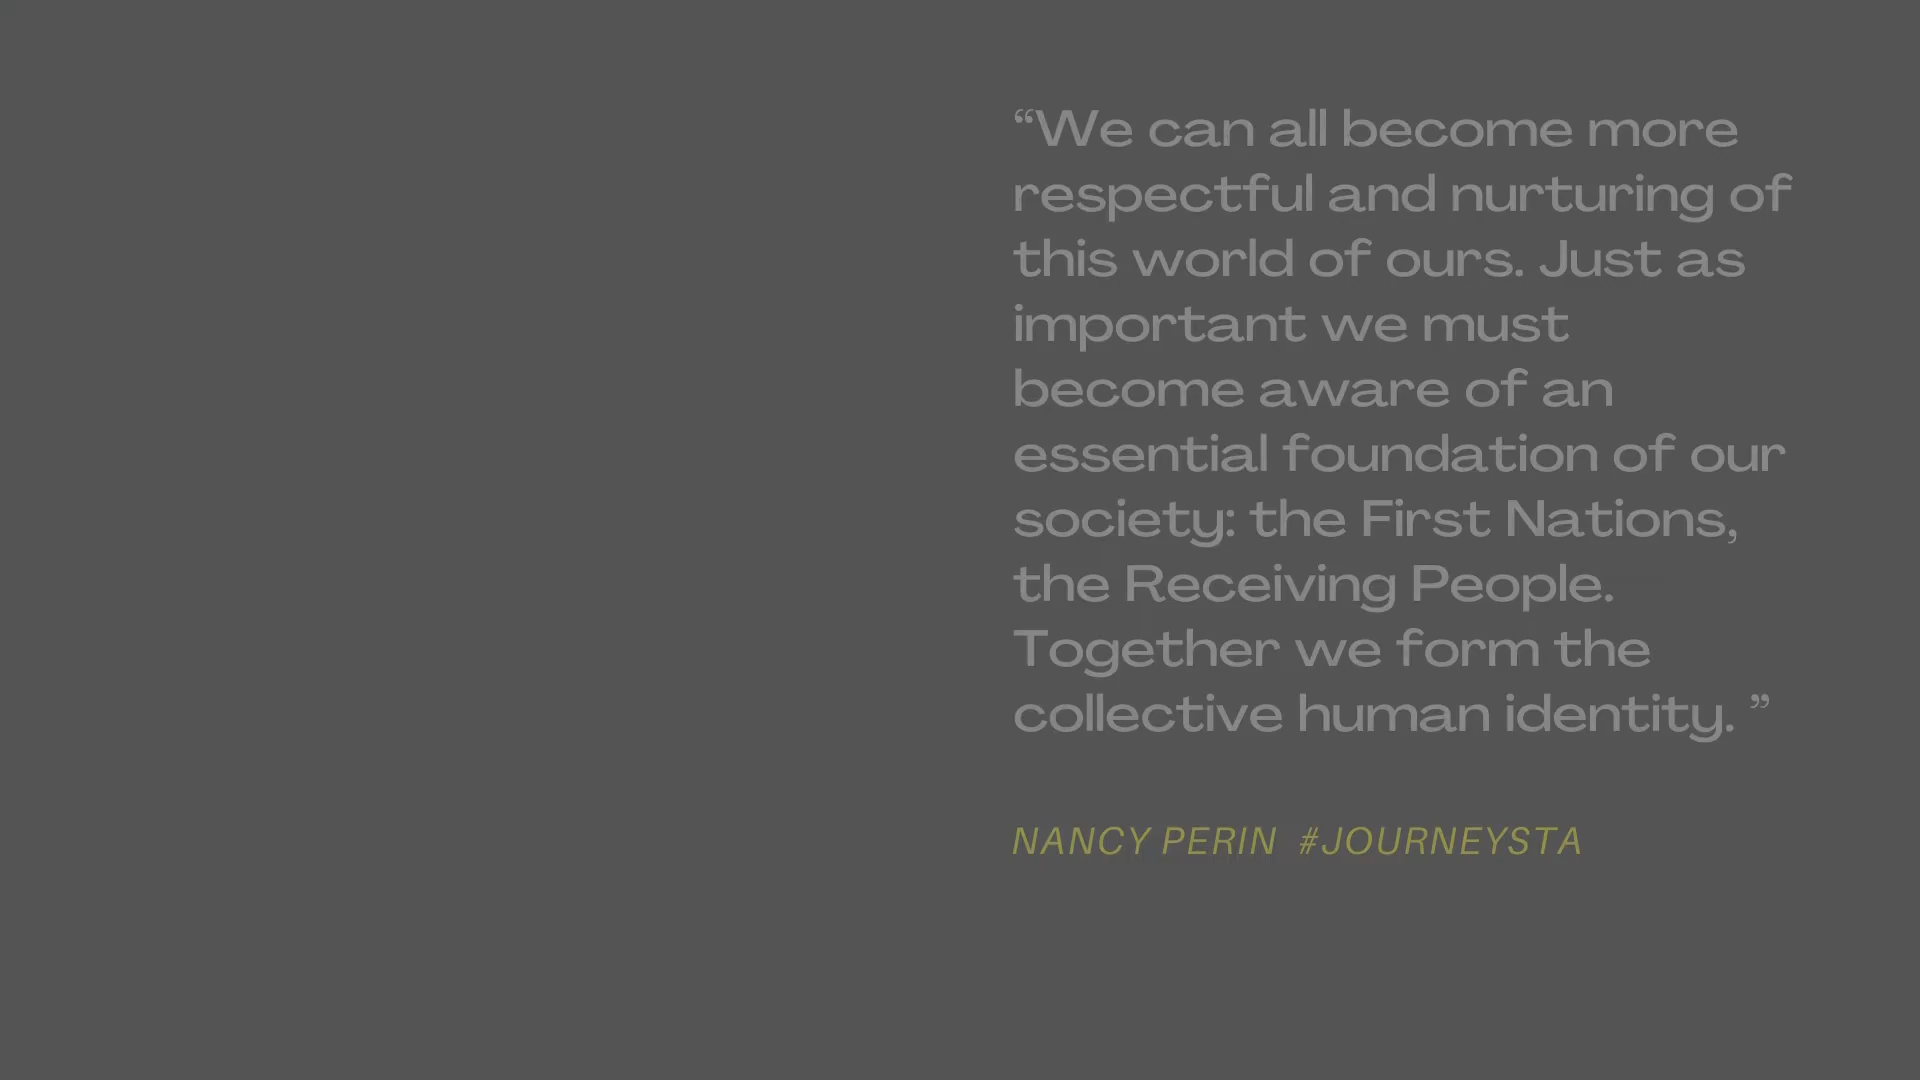 “We can all become more
respectful and nurturing of
this world of ours. Just as
important we must
become aware of an
essential foundation of our
society: the First Nations,
the Receiving People.
Together we form the
collective human identity. ”
NANCY PERIN #JOURNEYSTA